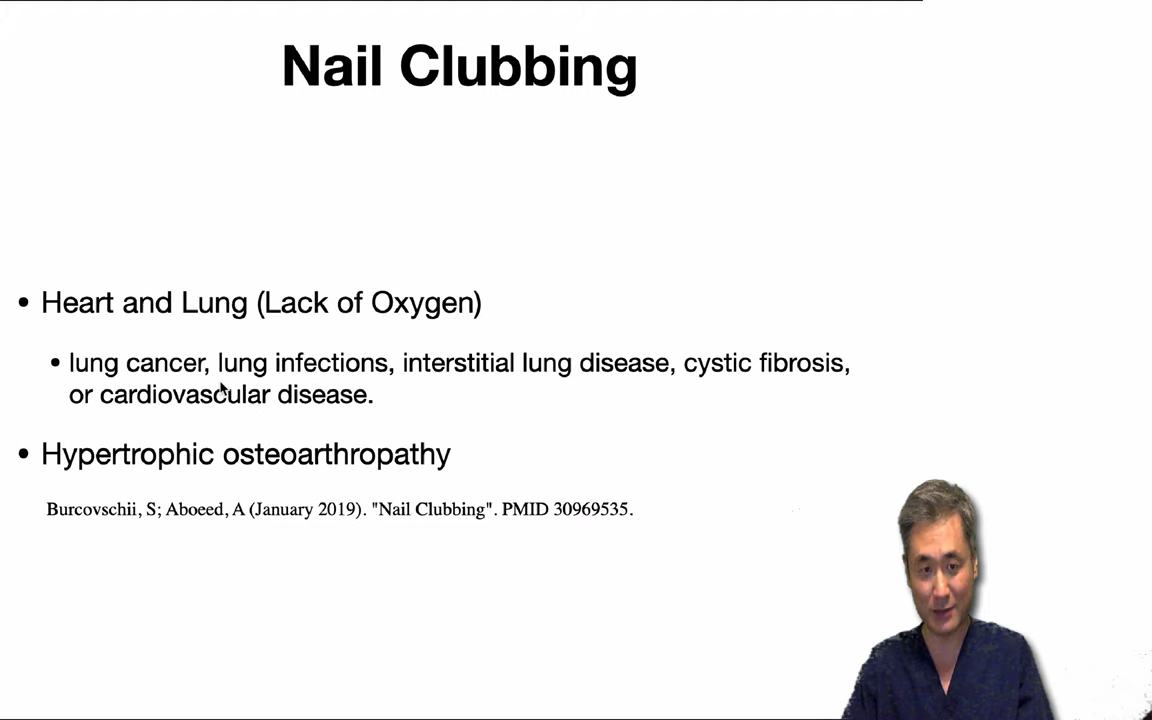 Nail Clubbing
• Heart and Lung (Lack of Oxygen)
• lung cancer, lung infections, interstitial lung disease, cystic fibrosis,
or cardiovascular disease.
• Hypertrophic osteoarthropathy
Burcovschii, S; Aboeed, A (January 2019). "Nail Clubbing". PMID 30969535.